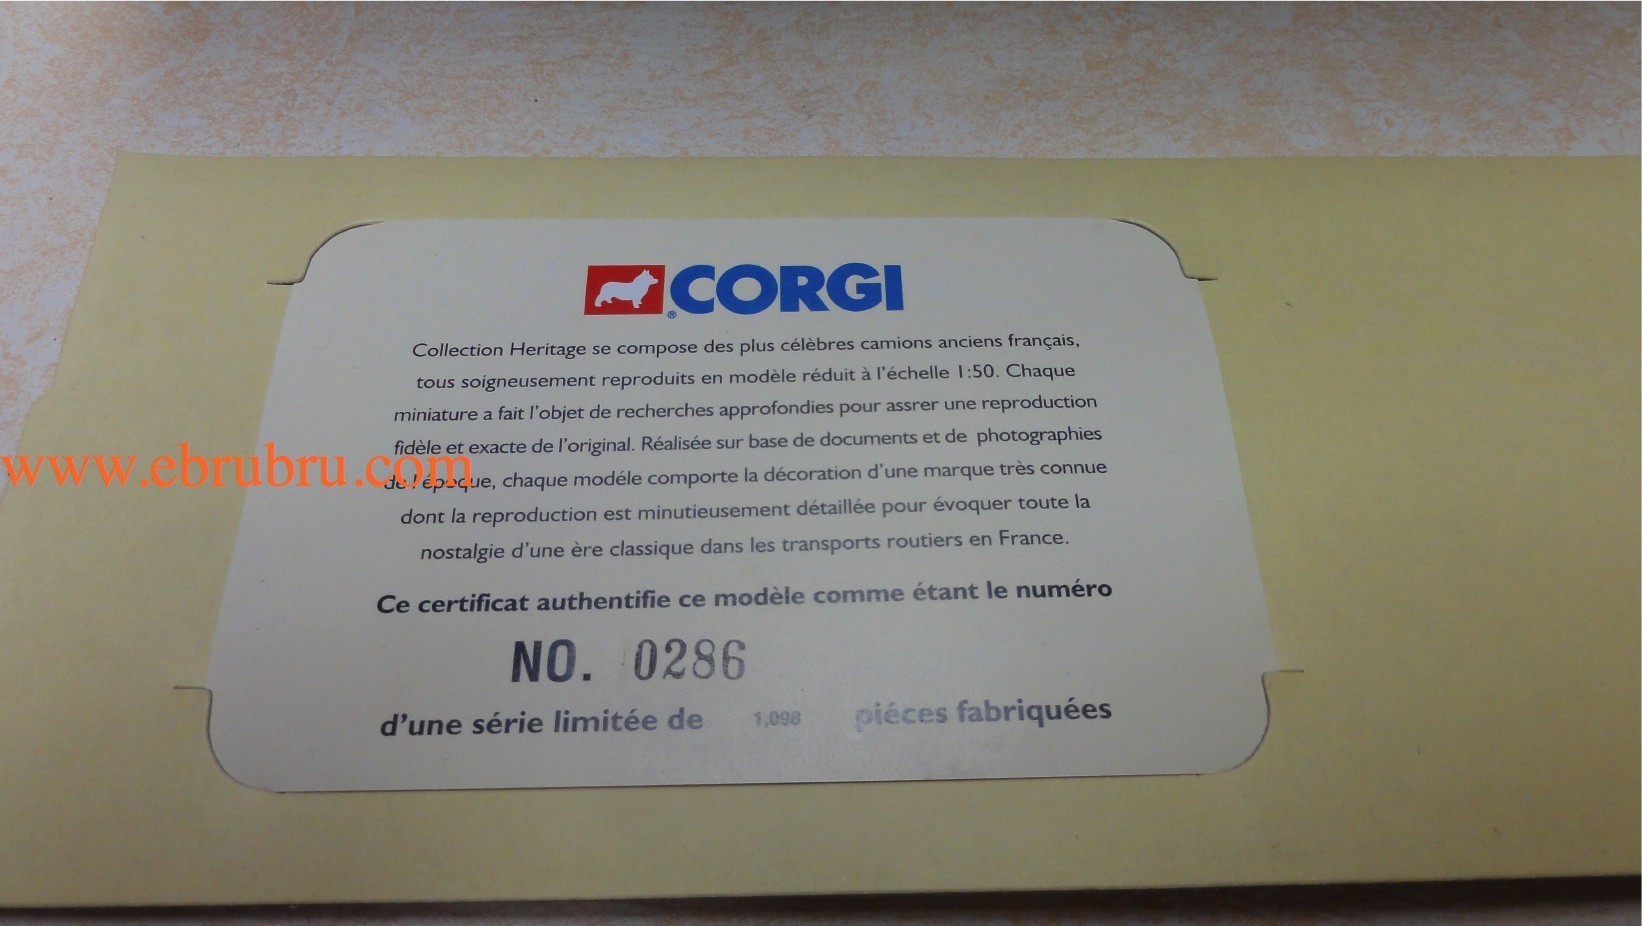 ® CORGI
Collection Heritage se compose des plus célèbres camions anciens français,
tous soigneusement reproduits en modèle réduit à l'échelle 1:50. Chaque
miniature a fait l'objet de recherches approfondies pour assrer une reproduction
fidèle et exacte de l'original. Réalisée sur base de documents et de photographies
www.ebrubru.com
de l'époque, chaque modéle comporte la décoration d'une marque très connue
dont la reproduction est minutieusement détaillée pour évoquer toute la
nostalgie d'une ère classique dans les transports routiers en France.
Ce certificat authentifie ce modèle comme étant le numéro
NO. 0286
d'une série limitée de 1,098 piéces fabriquées